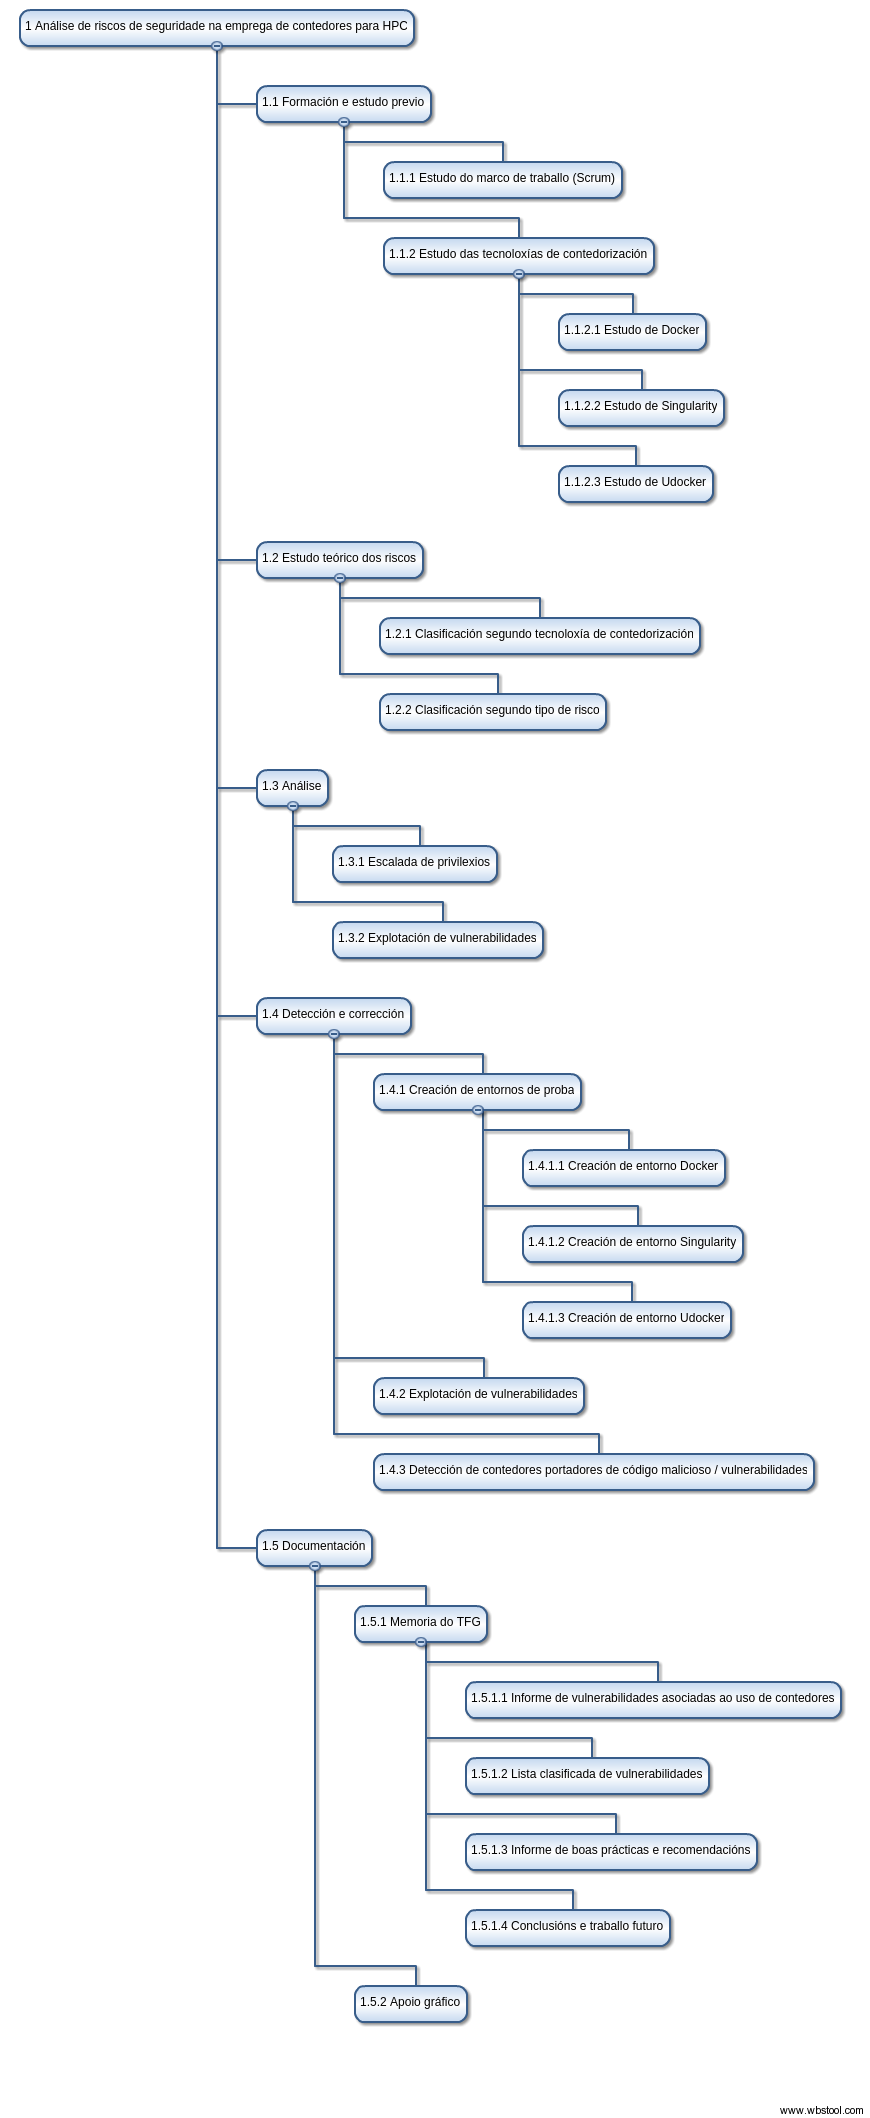 1 Análise de riscos de seguridade na emprega de contedores para HPC
1.1 Formación e estudo previo
1.1.1 Estudo do marco de traballo (Scrum)
1.1.2 Estudo das tecnoloxías de contedorización
1.1.2.1 Estudo de Docker
1.1.2.2 Estudo de Singularity
1.1.2.3 Estudo de Udocker
1.2 Estudo teórico dos riscos
1.2.1 Clasificación segundo tecnoloxía de contedorización
1.2.2 Clasificación segundo tipo de risco
1.3 Análise
1.3.1 Escalada de privilexios
1.3.2 Explotación de vulnerabilidades
1.4 Detección e corrección
1.4.1 Creación de entornos de proba
1.4.1.1 Creación de entorno Docker
1.4.1.2 Creación de entorno Singularity
1.4.1.3 Creación de entorno Udocker
1.4.2 Explotación de vulnerabilidades
1.4.3 Detección de contedores portadores de código malicioso / vulnerabilidades
1.5 Documentación
1.5.1 Memoria do TFG
1.5.1.1 Informe de vulnerabilidades asociadas ao uso de contedores
1.5.1.2 Lista clasificada de vulnerabilidades
1.5.1.3 Informe de boas prácticas e recomendacións
1.5.1.4 Conclusións e traballo futuro
1.5.2 Apoio gráfico
www.wbstool.com